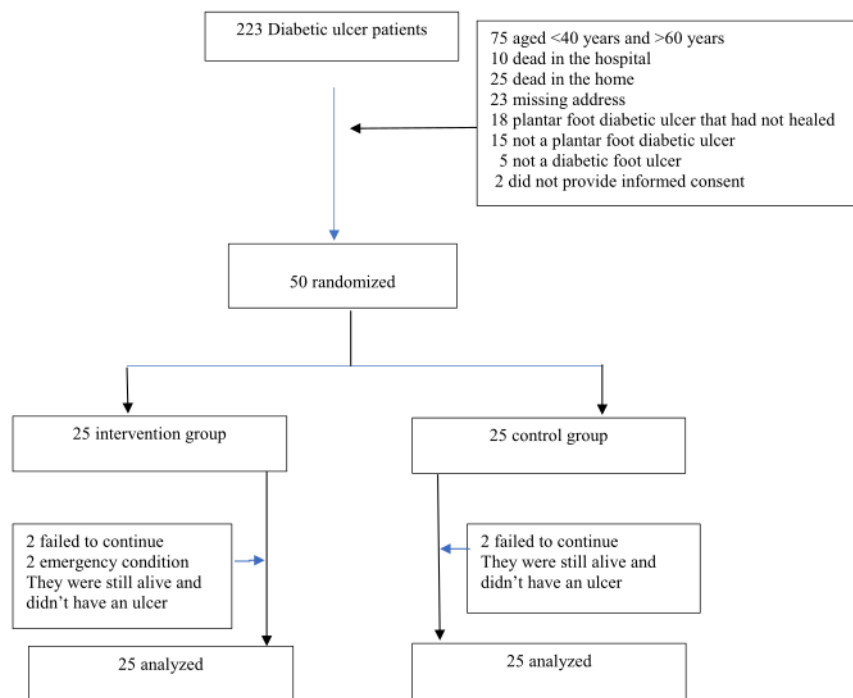 223 Diabetic ulcer patients
75 aged <40 years and >60 years
10 dead in the hospital
25 dead in the home
23 missing address
18 plantar foot diabetic ulcer that had not healed
15 not a plantar foot diabetic ulcer
5 not a diabetic foot ulcer
2 did not provide informed consent
50 randomized
25 intervention group
25 control group
2 failed to continue
2 emergency condition
They were still alive and
didn't have an ulcer
2 failed to continue
They were still alive and
didn't have an ulcer
25 analyzed
25 analyzed